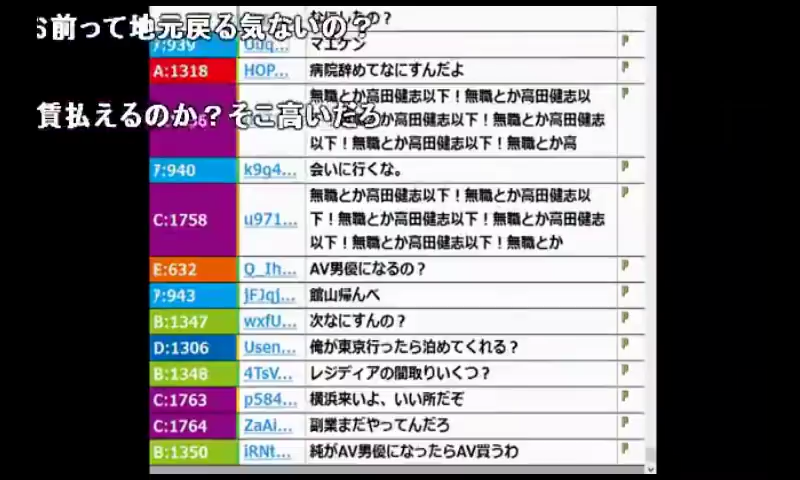 なにしたの？
前って地元戻る気ないの？
ｱ:939 マエケン
A:1318 HOP... 病院辞めてなにすんだよ
無職とか高田健志以下！無職とか高田健志以
賃払えるのか？そこ高いだろ
下！無職とか高田健志以下！無職とか高田健志
以下！無職とか高田健志以下！無職とか高
ｱ:940 k9g4... 会いに行くな。
無職とか高田健志以下！無職とか高田健志以
C:1758 u971... 下！無職とか高田健志以下！無職とか高田健志
以下！無職とか高田健志以下！無職とか
E:632 Q_Ih... AV男優になるの？
ｱ:943 jFJqj... 館山帰んべ
B:1347 wxfU... 次なにすんの？
D:1306 Usen... 俺が東京行ったら泊めてくれる？
B:1348 4TsV... レジディアの間取りいくつ？
C:1763 p584... 横浜来いよ、いい所だぞ
C:1764 ZaAi... 副業まだやってんだろ
B:1350 iRNt... 純がAV男優になったらAV買うわ